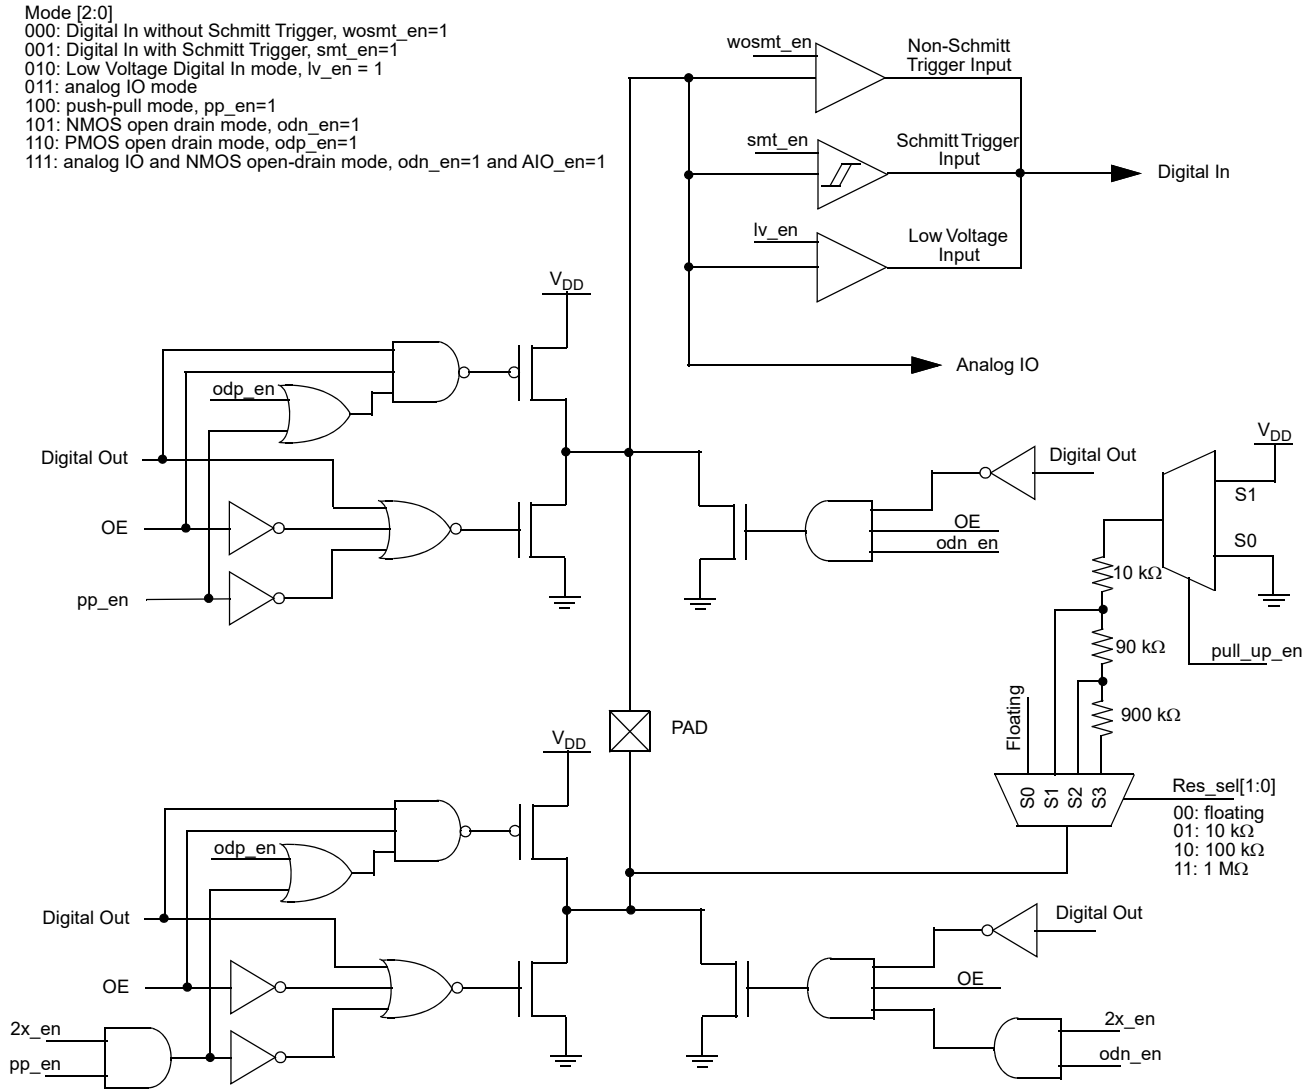 Mode [2:0]
000: Digital In without Schmitt Trigger, wosmt_en=1
001: Digital In with Schmitt Trigger, smt_en=1
010: Low Voltage Digital In mode, lv_en = 1
011: analog IO mode
100: push-pull mode, pp_en=1
101: NMOS open drain mode, odn_en=1
110: PMOS open drain mode, odp_en=1
111: analog IO and NMOS open-drain mode, odn_en=1 and AIO_en=1
wosmt_en
Non-Schmitt
Trigger Input
smt_en
Schmitt Trigger
Input
Digital In
lv_en
Low Voltage
Input
Analog IO
VDD
odp_en
Digital Out
OE
pp_en
Digital Out
OE
odn_en
VDD
S1
S0
10 kΩ
90 kΩ
900 kΩ
pull_up_en
Floating
S0
S1
S2
S3
Res_sel[1:0]
00: floating
01: 10 kΩ
10: 100 kΩ
11: 1 MΩ
PAD
VDD
odp_en
Digital Out
OE
2x_en
pp_en
Digital Out
OE
2x_en
odn_en